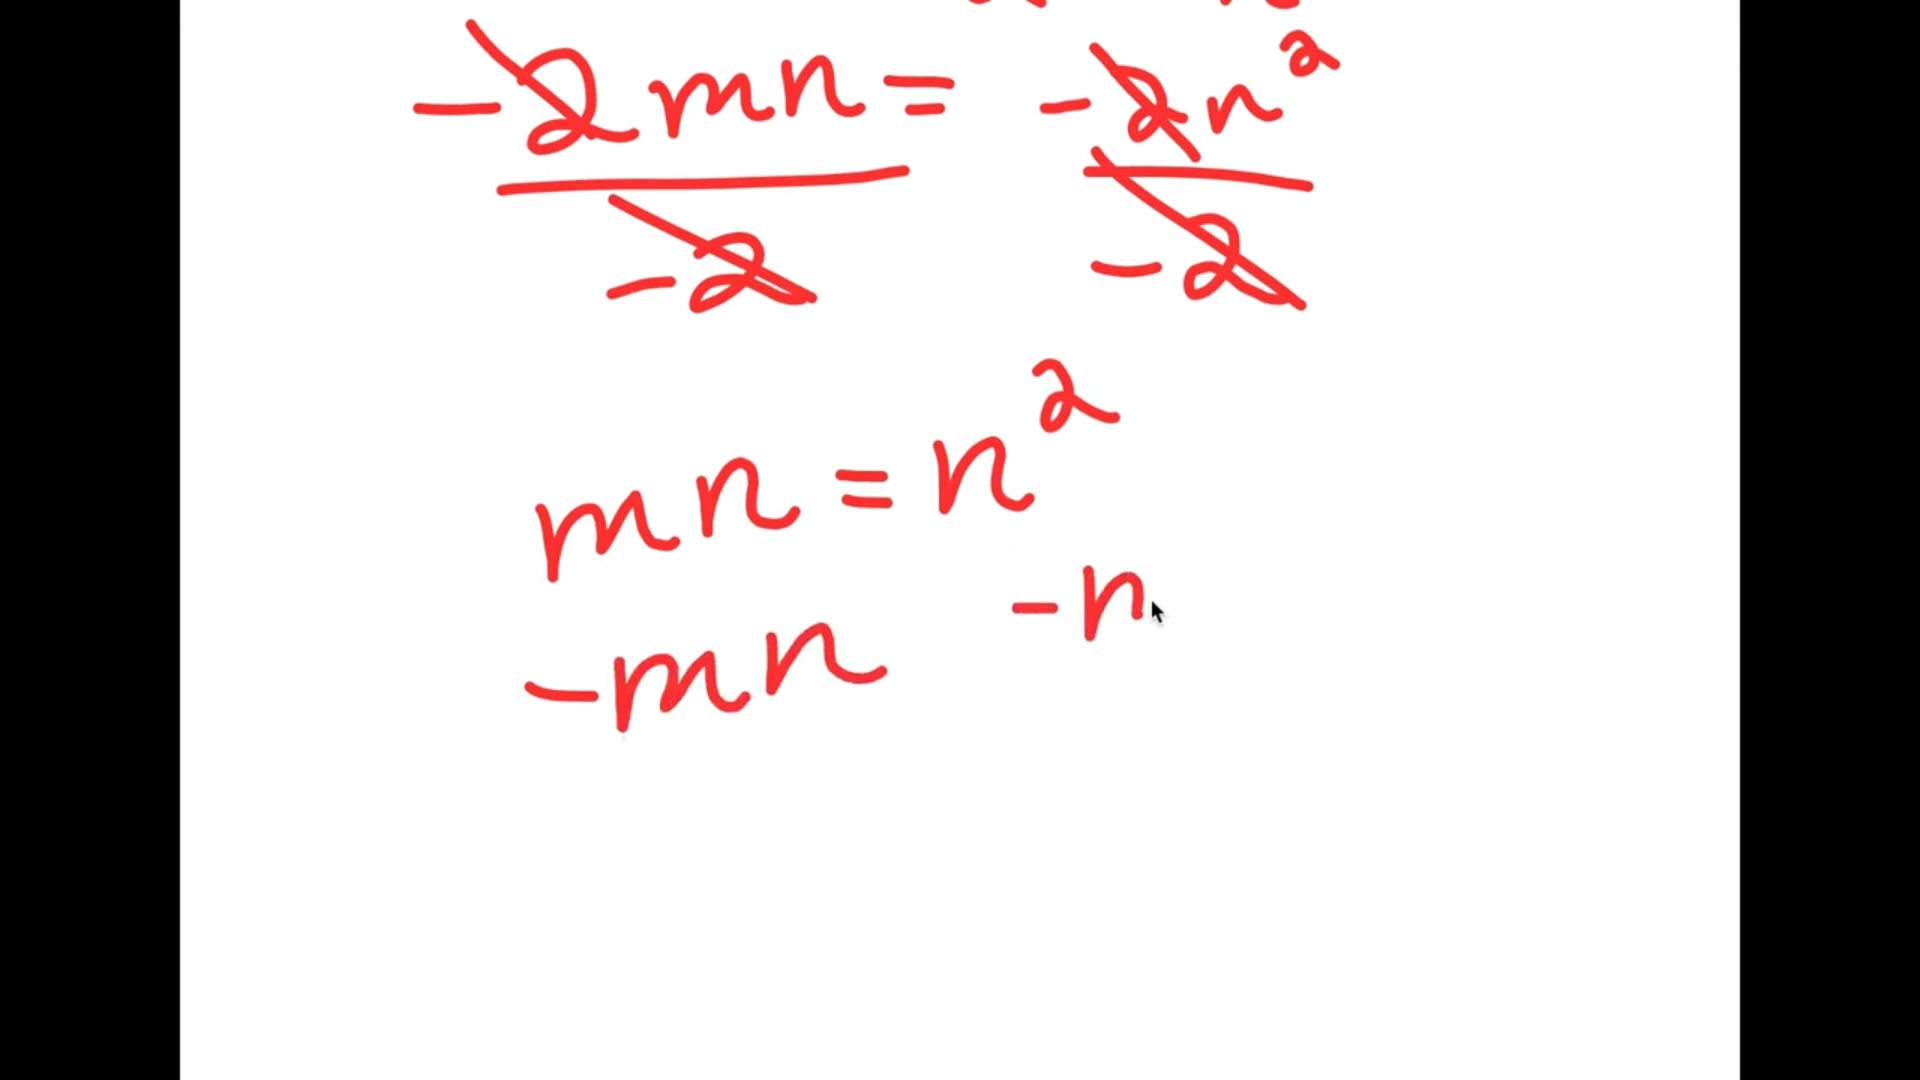 -2mn = -2n²
-2 -2
mn = n²
-mn -n